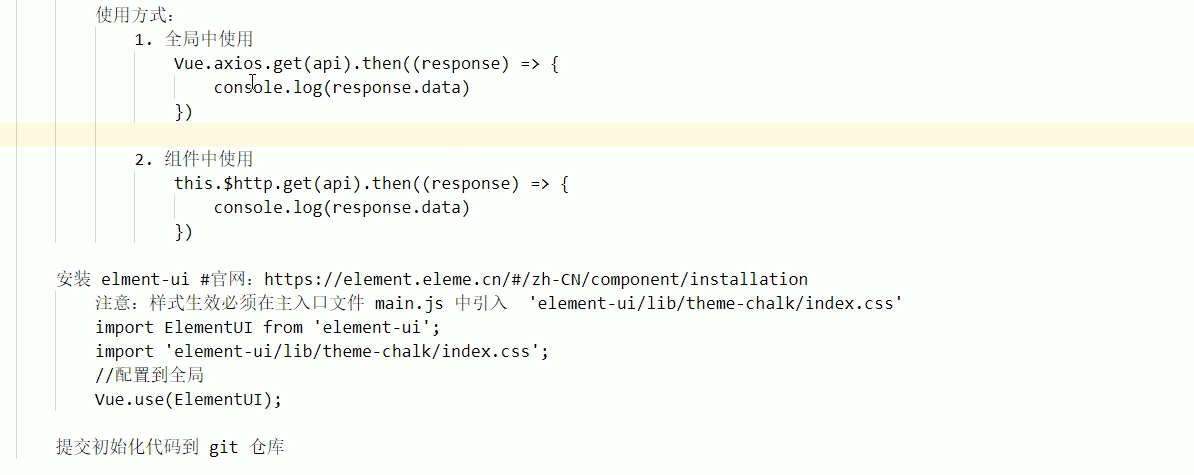 使用方式:
1. 全局中使用
Vue.axios.get(api).then((response) => {
console.log(response.data)
})
2. 组件中使用
this.$http.get(api).then((response) => {
console.log(response.data)
})
安装 elment-ui #官网: https://element.eleme.cn/#/zh-CN/component/installation
注意: 样式生效必须在主入口文件 main.js 中引入 'element-ui/lib/theme-chalk/index.css'
import ElementUI from 'element-ui';
import 'element-ui/lib/theme-chalk/index.css';
//配置到全局
Vue.use(ElementUI);
提交初始化代码到 git 仓库